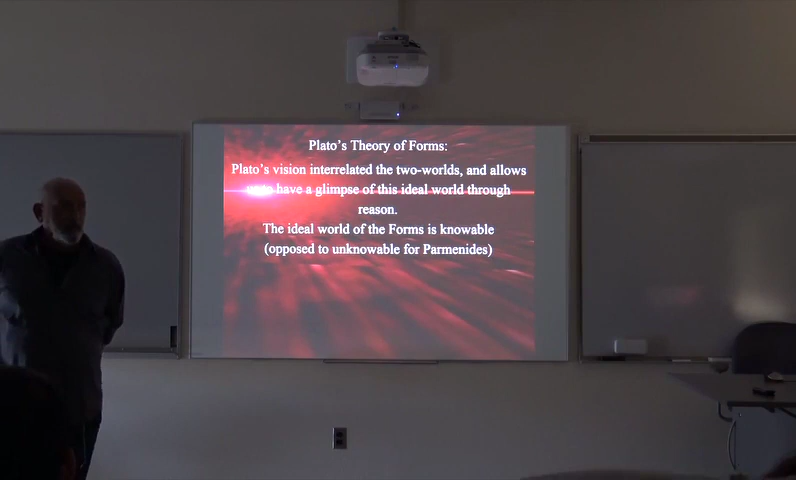 Plato's Theory of Forms:
Plato's vision interrelated the two-worlds, and allows
to have a glimpse of this ideal world through
reason.
The ideal world of the Forms is knowable
(opposed to unknowable for Parmenides)